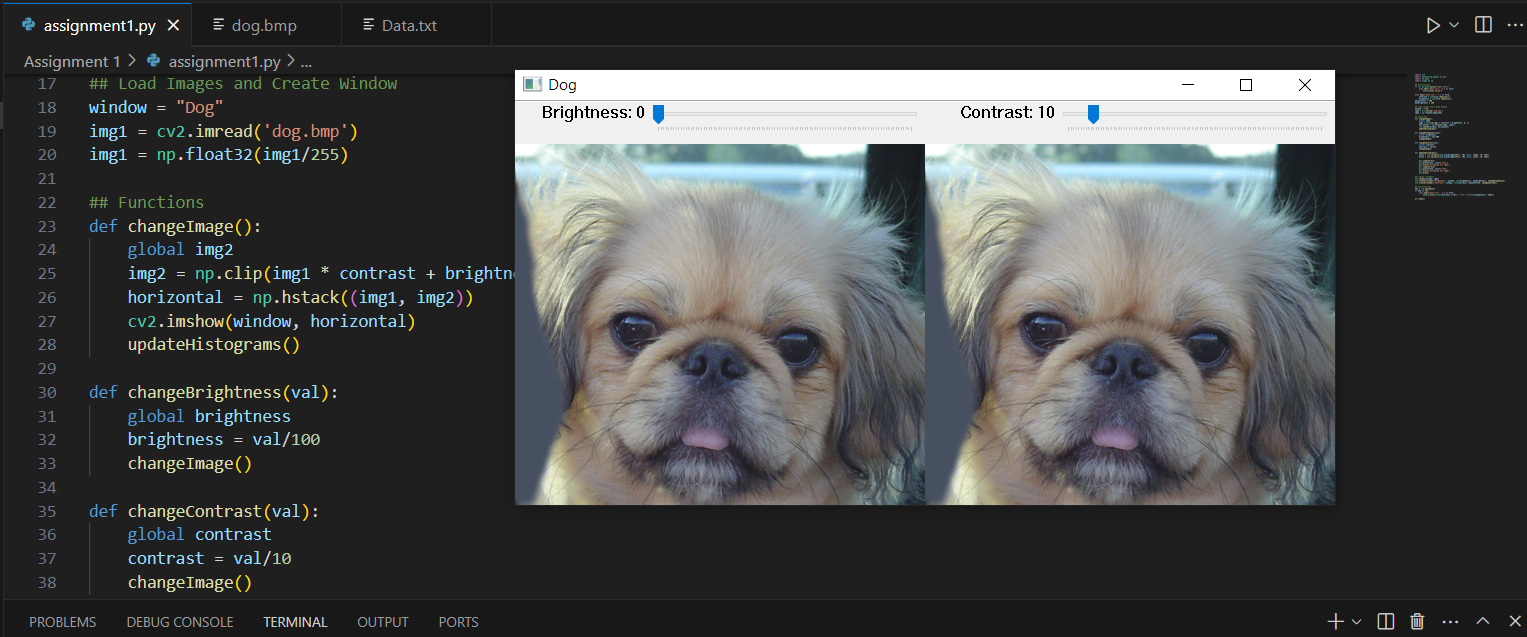 assignment1.py
dog.bmp
Data.txt
Assignment 1 > assignment1.py > ...
17 ## Load Images and Create Window
18 window = "Dog"
19 img1 = cv2.imread('dog.bmp')
20 img1 = np.float32(img1/255)
21
22 ## Functions
23 def changeImage():
24 global img2
25 img2 = np.clip(img1 * contrast + brightn
26 horizontal = np.hstack((img1, img2))
27 cv2.imshow(window, horizontal)
28 updateHistograms()
29
30 def changeBrightness(val):
31 global brightness
32 brightness = val/100
33 changeImage()
34
35 def changeContrast(val):
36 global contrast
37 contrast = val/10
38 changeImage()
Dog
Brightness: 0
Contrast: 10
PROBLEMS DEBUG CONSOLE TERMINAL OUTPUT PORTS